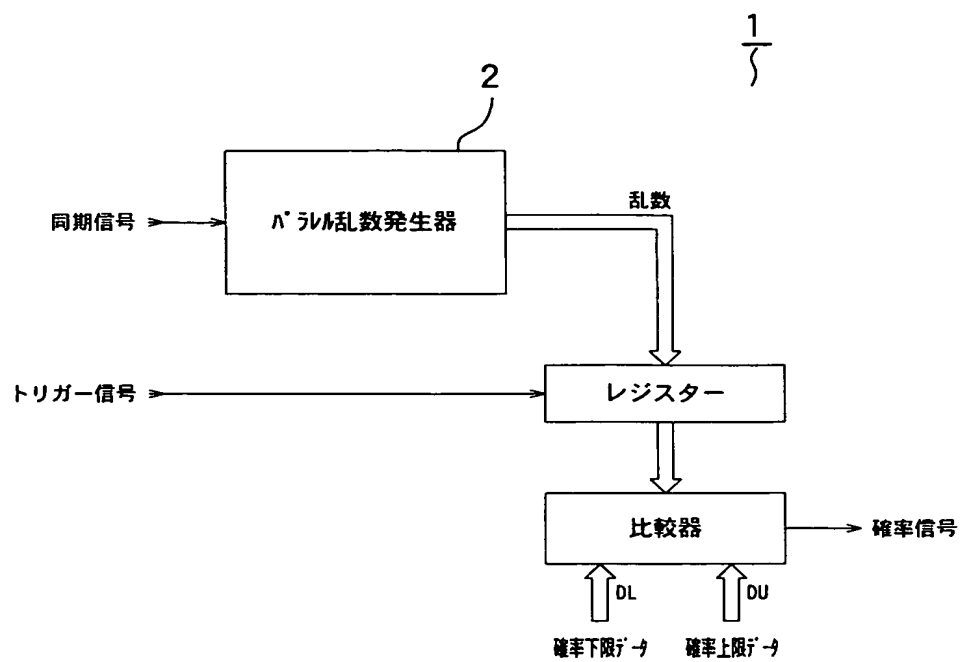 1
2
同期信号
パラレル乱数発生器
乱数
トリガー信号
レジスター
比較器
確率信号
DL
DU
確率下限データ
確率上限データ